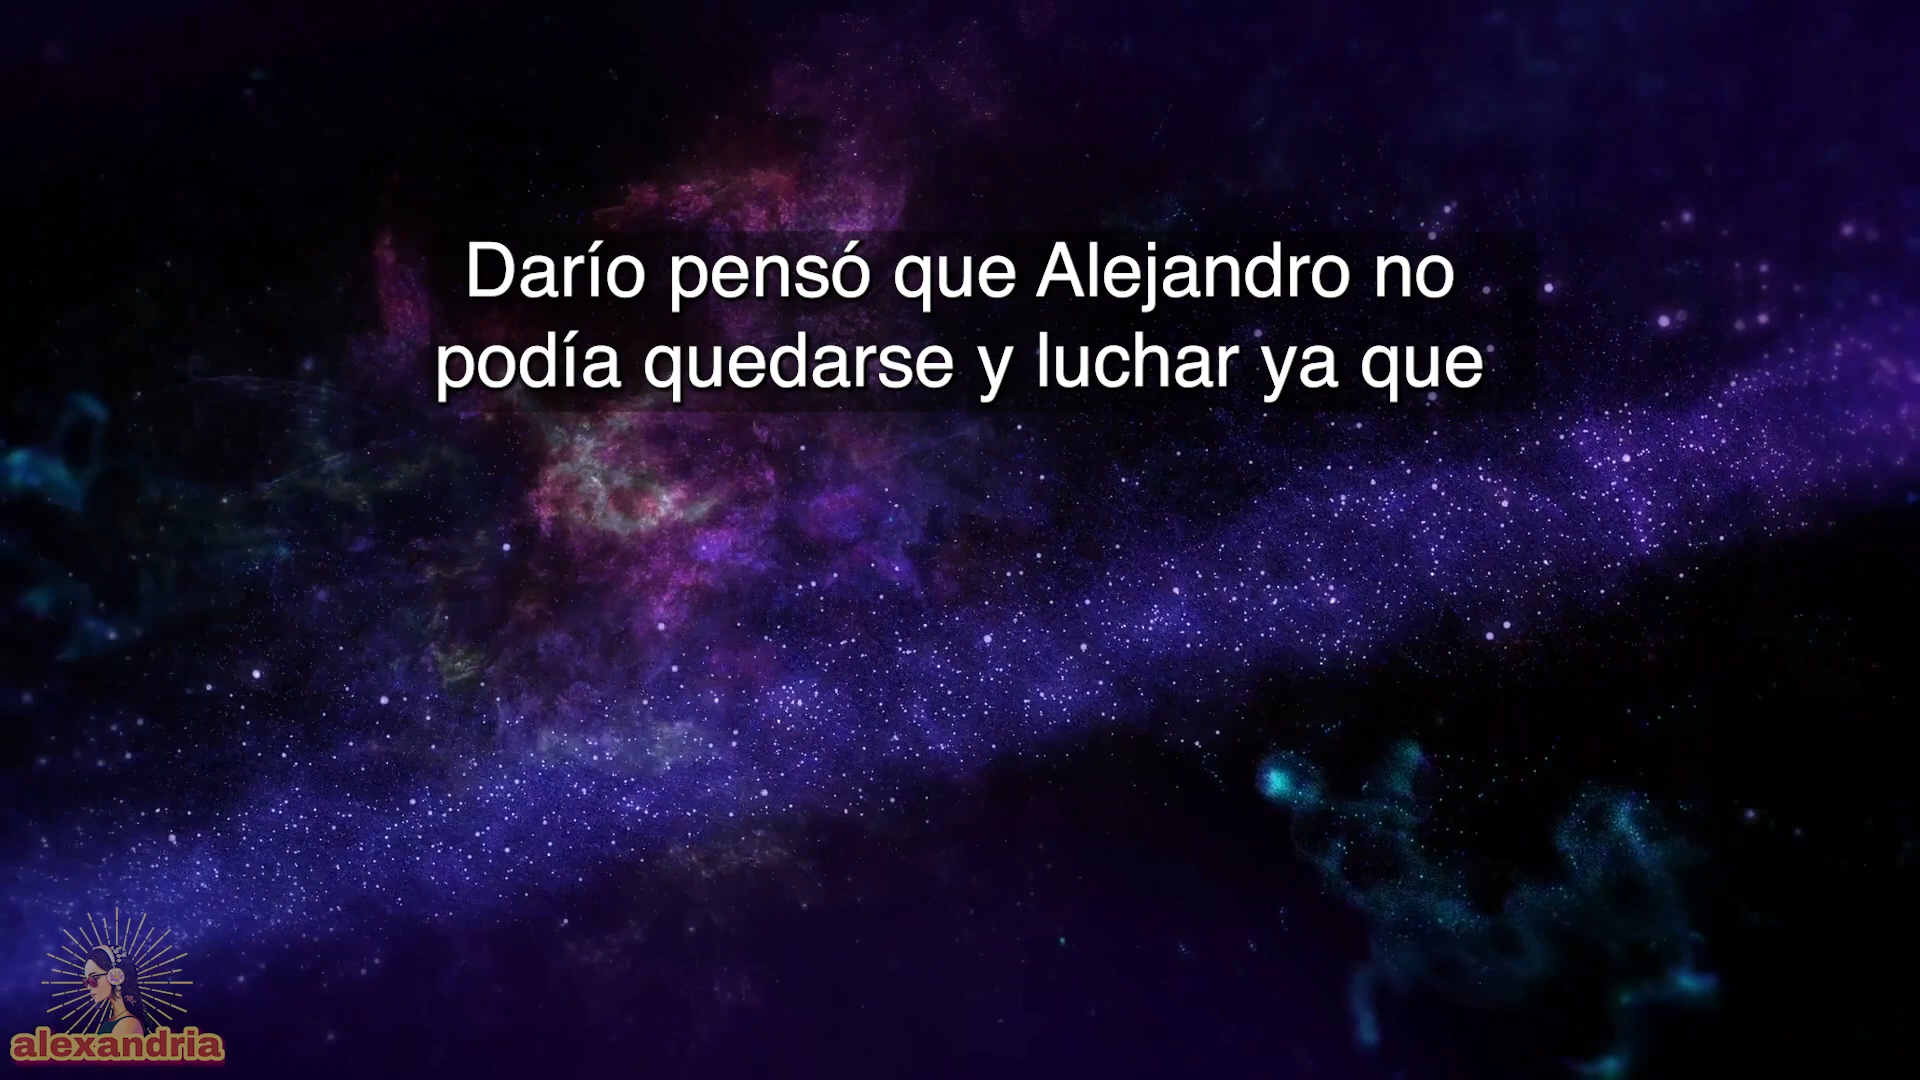 Darío pensó que Alejandro no
podía quedarse y luchar ya que
alexandria